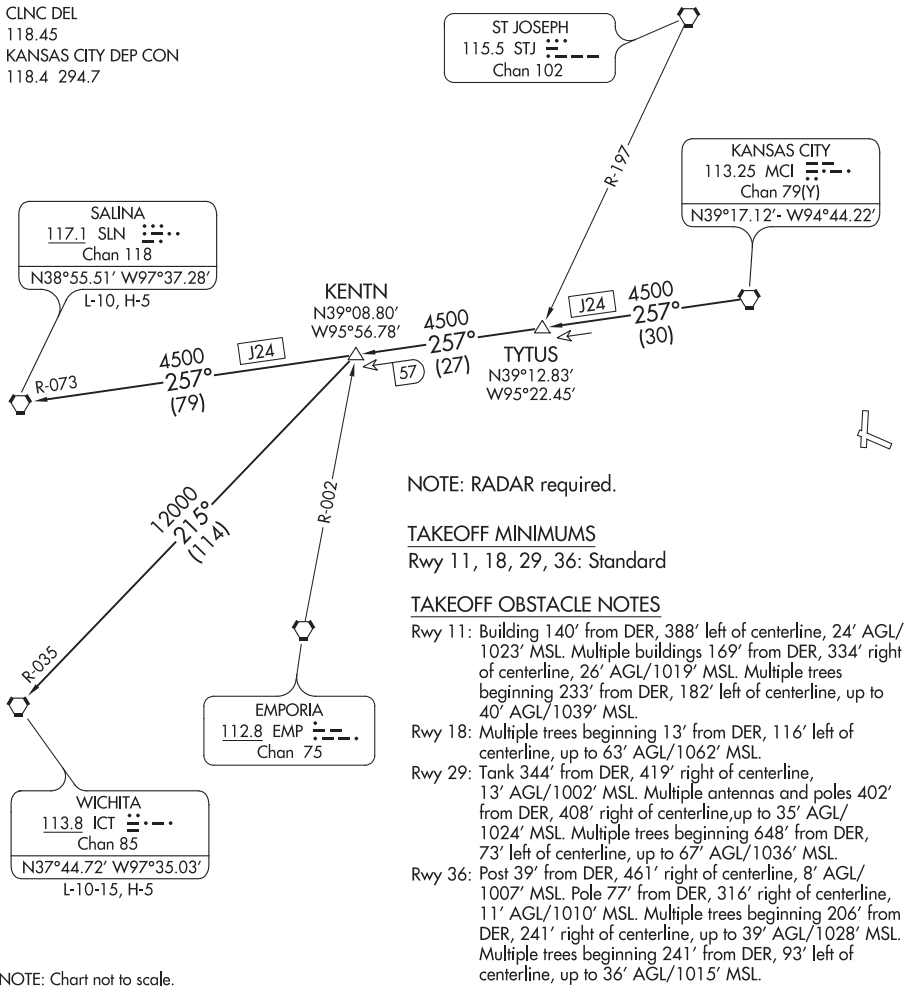 CLNC DEL
118.45
KANSAS CITY DEP CON
118.4 294.7
ST JOSEPH
115.5 STJ
Chan 102
R-197
KANSAS CITY
113.25 MCI
Chan 79(Y)
N39°17.12′- W94°44.22′
SALINA
117.1 SLN
Chan 118
N38°55.51′ W97°37.28′
L-10, H-5
KENTN
N39°08.80′
W95°56.78′
4500
257°
(27)
J24
4500
257°
(30)
TYTUS
N39°12.83′
W95°22.45′
57
4500
J24
257°
(79)
R-073
R-002
12000
215°
(114)
R-035
EMPORIA
112.8 EMP
Chan 75
WICHITA
113.8 ICT
Chan 85
N37°44.72′ W97°35.03′
L-10-15, H-5
NOTE: RADAR required.
TAKEOFF MINIMUMS
Rwy 11, 18, 29, 36: Standard
TAKEOFF OBSTACLE NOTES
Rwy 11: Building 140′ from DER, 388′ left of centerline, 24′ AGL/
1023′ MSL. Multiple buildings 169′ from DER, 334′ right
of centerline, 26′ AGL/1019′ MSL. Multiple trees
beginning 233′ from DER, 182′ left of centerline, up to
40′ AGL/1039′ MSL.
Rwy 18: Multiple trees beginning 13′ from DER, 116′ left of
centerline, up to 63′ AGL/1062′ MSL.
Rwy 29: Tank 344′ from DER, 419′ right of centerline,
13′ AGL/1002′ MSL. Multiple antennas and poles 402′
from DER, 408′ right of centerline,up to 35′ AGL/
1024′ MSL. Multiple trees beginning 648′ from DER,
73′ left of centerline, up to 67′ AGL/1036′ MSL.
Rwy 36: Post 39′ from DER, 461′ right of centerline, 8′ AGL/
1007′ MSL. Pole 77′ from DER, 316′ right of centerline,
11′ AGL/1010′ MSL. Multiple trees beginning 206′ from
DER, 241′ right of centerline, up to 39′ AGL/1028′ MSL.
Multiple trees beginning 241′ from DER, 93′ left of
centerline, up to 36′ AGL/1015′ MSL.
NOTE: Chart not to scale.